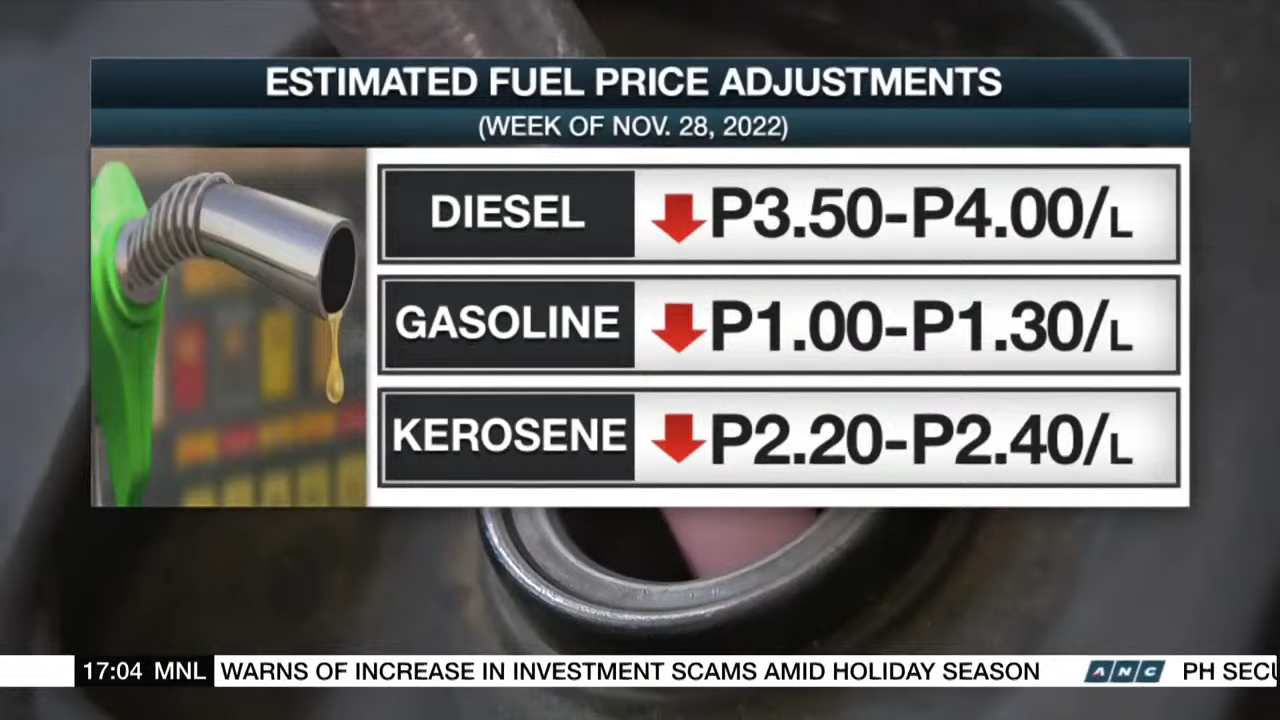 ESTIMATED FUEL PRICE ADJUSTMENTS
(WEEK OF NOV. 28, 2022)
DIESEL P3.50-P4.00/L
GASOLINE P1.00-P1.30/L
KEROSENE P2.20-P2.40/L
17:04 MNL WARNS OF INCREASE IN INVESTMENT SCAMS AMID HOLIDAY SEASON ANC PH